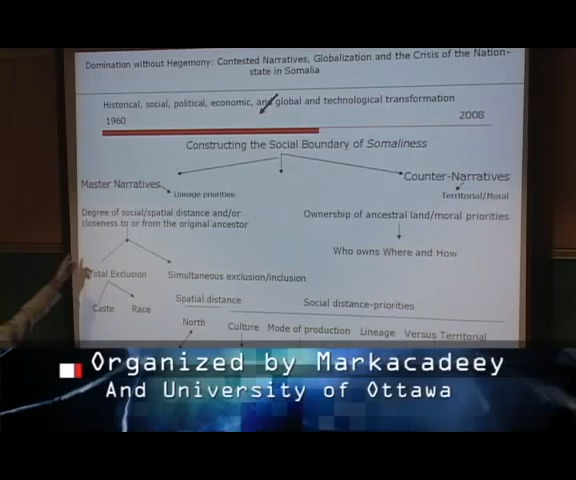 Domination without Hegemony: Contested Narratives, Globalization and the Crisis of the Nation-
state in Somalia
Historical, social, political, economic, and global and technological transformation
1960
2008
Constructing the Social Boundary of Somaliness
Master Narratives
Counter-Narratives
Lineage priorities
Territorial/Moral
Degree of social/spatial distance and/or
closeness to or from the original ancestor
Ownership of ancestral land/moral priorities
Who owns Where and How
Total Exclusion
Simultaneous exclusion/inclusion
Caste
Race
Spatial distance
Social distance-priorities
North
Culture
Mode of production
Lineage
Versus Territorial
Organized by Markacadeey
And University of Ottawa